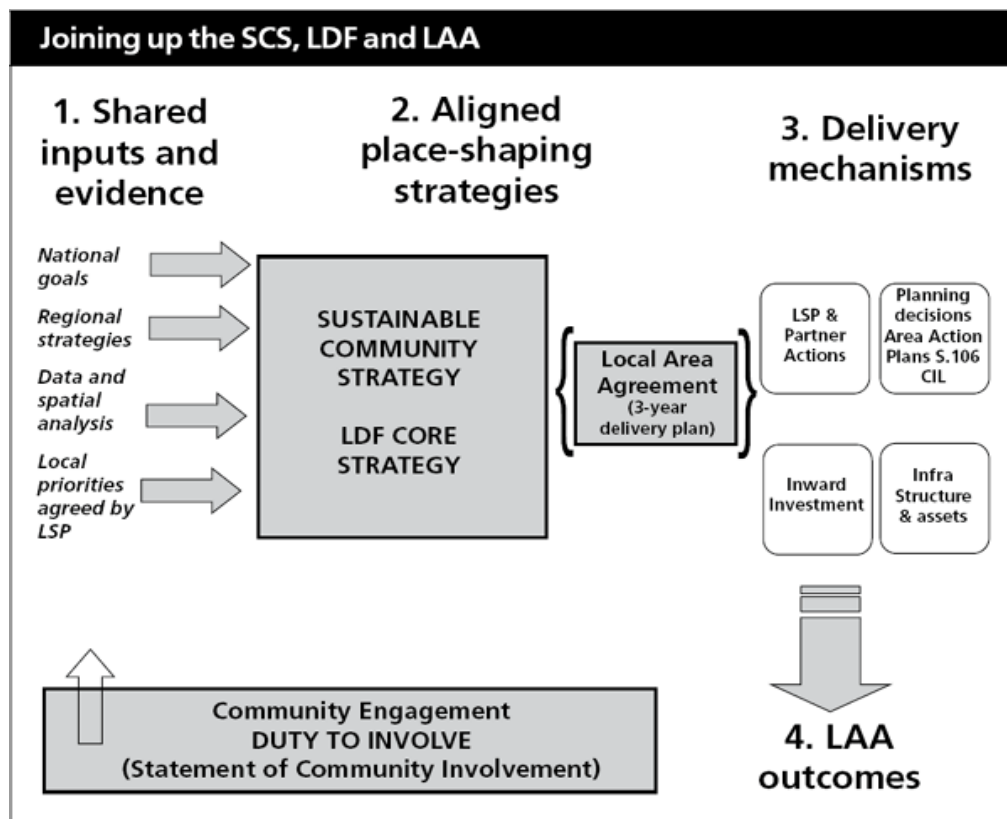 Joining up the SCS, LDF and LAA
1. Shared
inputs and
evidence
2. Aligned
place-shaping
strategies
3. Delivery
mechanisms
National
goals
Regional
strategies
Data and
spatial
analysis
Local
priorities
agreed by
LSP
SUSTAINABLE
COMMUNITY
STRATEGY
LDF CORE
STRATEGY
Local Area
Agreement
(3-year
delivery plan)
LSP &
Partner
Actions
Planning
decisions
Area Action
Plans S.106
CIL
Inward
Investment
Infra
Structure
& assets
Community Engagement
DUTY TO INVOLVE
(Statement of Community Involvement)
4. LAA
outcomes